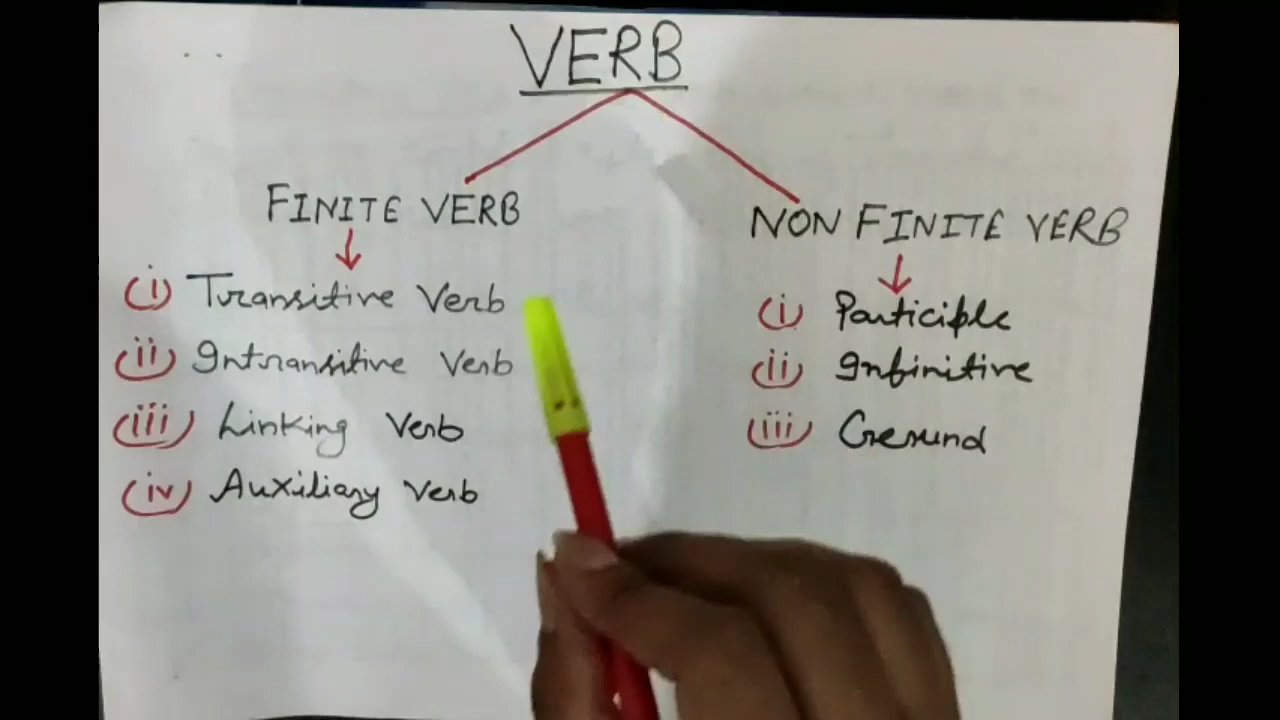 VERB
FINITE VERB
(i) Transitive Verb
(ii) Intransitive Verb
(iii) Linking Verb
(iv) Auxiliary Verb
NON FINITE VERB
(i) Participle
(ii) Infinitive
(iii) Gerund